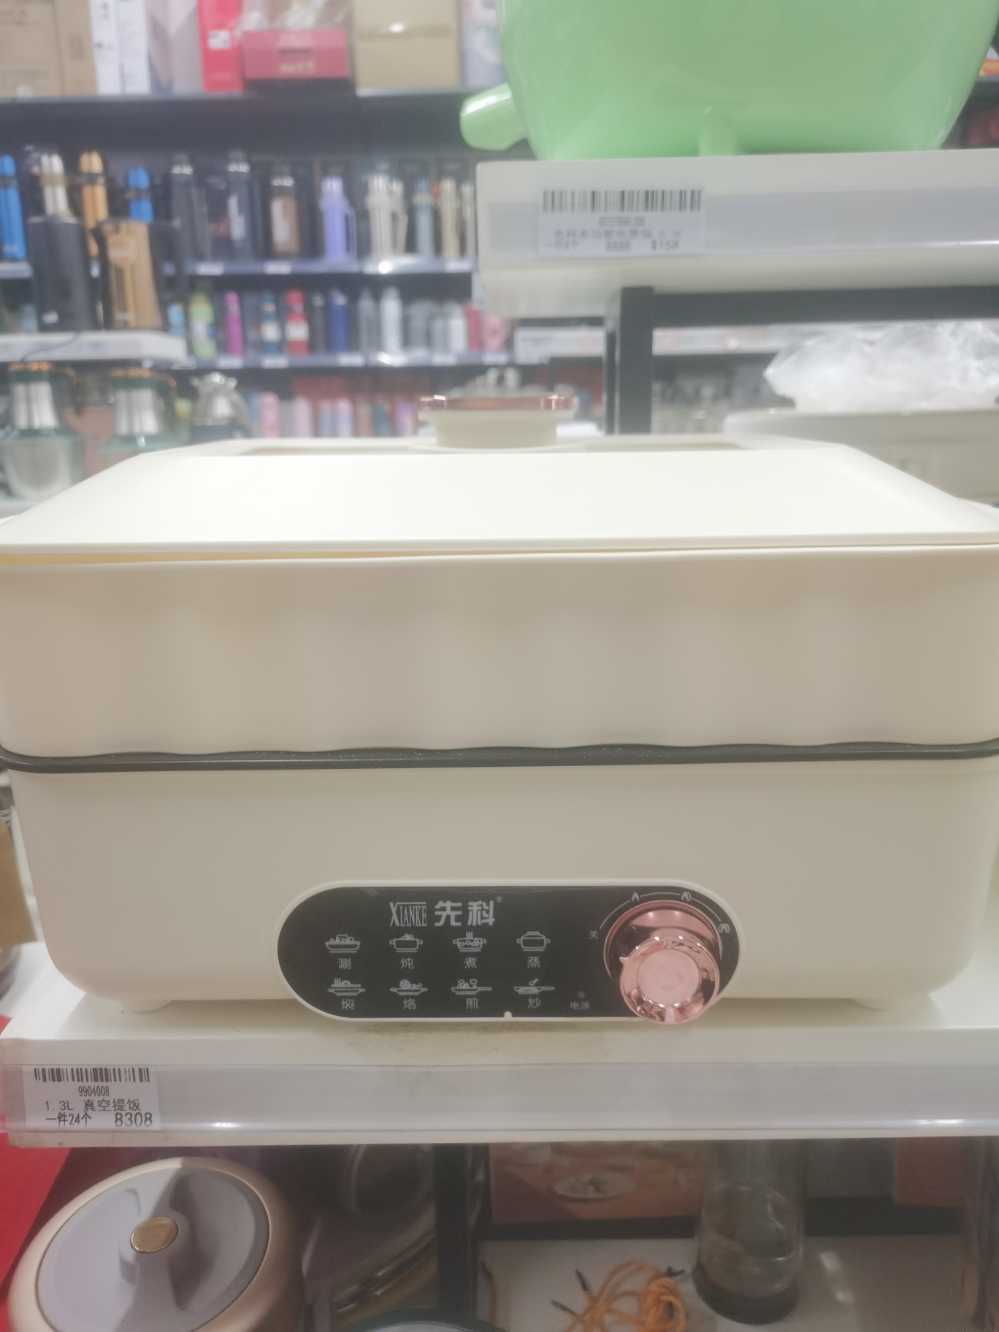 XIANKE 先科
涮 炖 煮 蒸
焖 烙 煎 炒
关
电源
9904008
1.3L 真空提饭
一件24个 8308